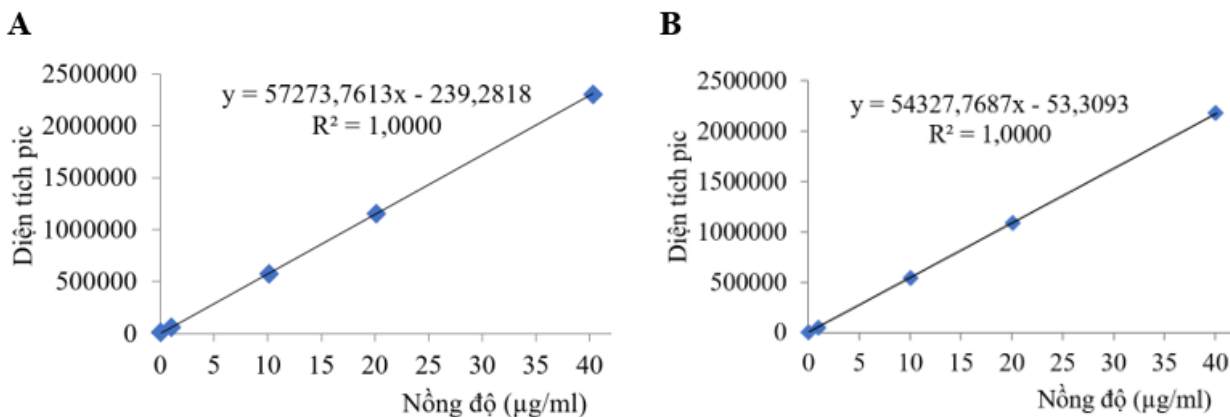 A
2500000
2000000
1500000
1000000
500000
0
Diện tích pic
y = 57273,7613x - 239,2818
R² = 1,0000
0 5 10 15 20 25 30 35 40
Nồng độ (µg/ml)
B
2500000
2000000
1500000
1000000
500000
0
Diện tích pic
y = 54327,7687x - 53,3093
R² = 1,0000
0 5 10 15 20 25 30 35 40
Nồng độ (µg/ml)